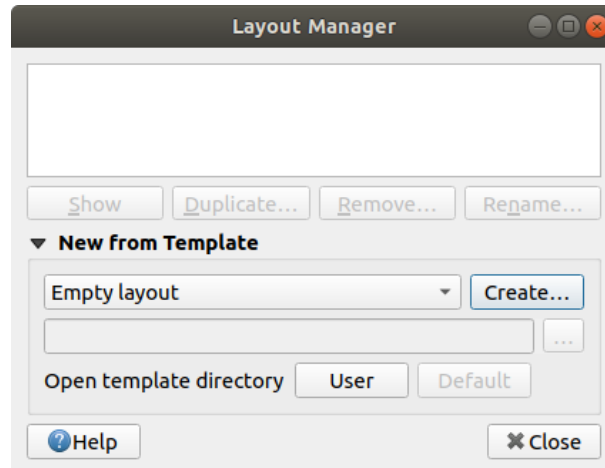 Layout Manager
Show Duplicate... Remove... Rename...
New from Template
Empty layout Create...
...
Open template directory User Default
Help Close